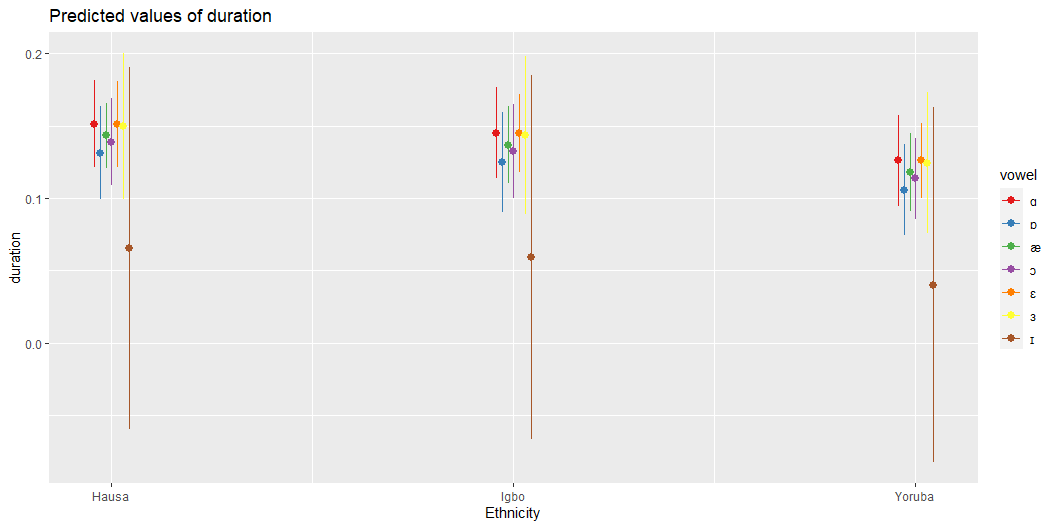 Predicted values of duration
0.2
0.1
0.0
duration
Hausa
Igbo
Yoruba
Ethnicity
vowel
ɑ
ɒ
æ
ɔ
ɛ
ɜ
ɪ